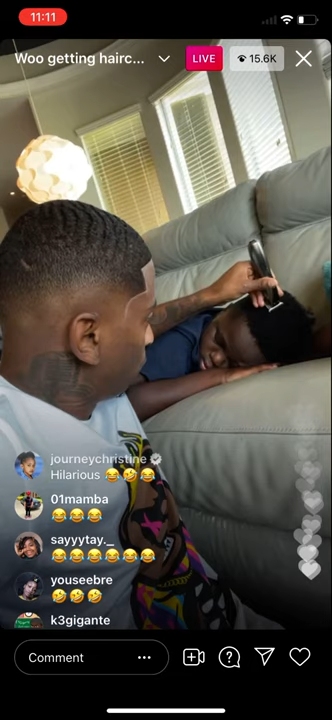 11:11
Woo getting hairc...
LIVE
15.6K
journeychristine
Hilarious 😂🤣😂
01mamba
😂😂😂
sayyytay._
😂😂😂😂😂😂
youseebre
🤣🤣🤣
k3gigante
Comment